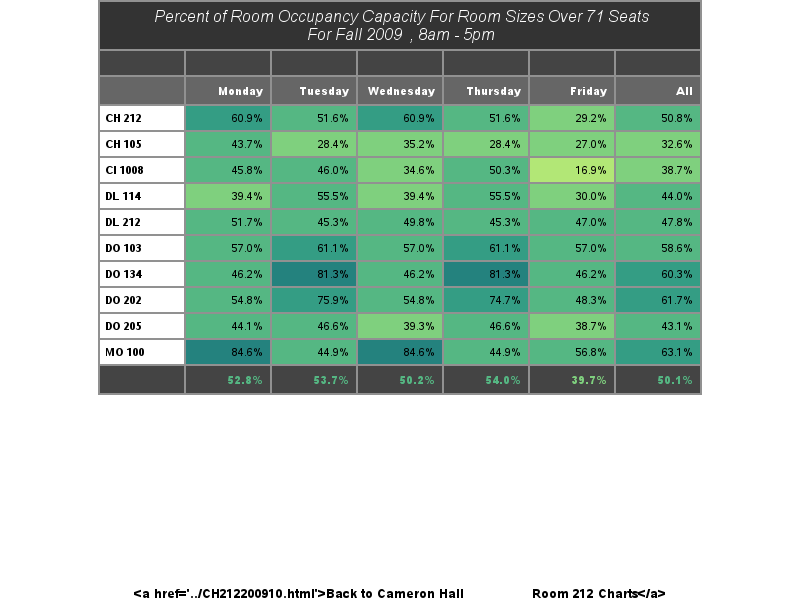 Percent of Room Occupancy Capacity For Room Sizes Over 71 Seats
For Fall 2009 , 8am - 5pm
Monday Tuesday Wednesday Thursday Friday All
CH 212 60.9% 51.6% 60.9% 51.6% 29.2% 50.8%
CH 105 43.7% 28.4% 35.2% 28.4% 27.0% 32.6%
CI 1008 45.8% 46.0% 34.6% 50.3% 16.9% 38.7%
DL 114 39.4% 55.5% 39.4% 55.5% 30.0% 44.0%
DL 212 51.7% 45.3% 49.8% 45.3% 47.0% 47.8%
DO 103 57.0% 61.1% 57.0% 61.1% 57.0% 58.6%
DO 134 46.2% 81.3% 46.2% 81.3% 46.2% 60.3%
DO 202 54.8% 75.9% 54.8% 74.7% 48.3% 61.7%
DO 205 44.1% 46.6% 39.3% 46.6% 38.7% 43.1%
MO 100 84.6% 44.9% 84.6% 44.9% 56.8% 63.1%
52.8% 53.7% 50.2% 54.0% 39.7% 50.1%
<a href='../CH212200910.html'>Back to Cameron Hall Room 212 Charts</a>